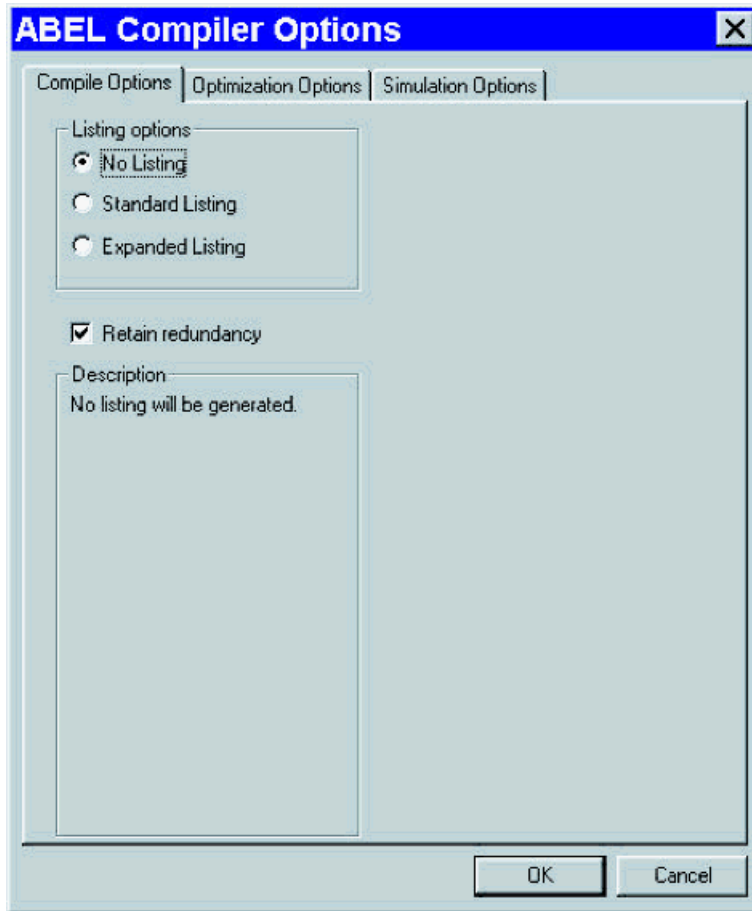 ABEL Compiler Options
Compile Options Optimization Options Simulation Options
Listing options
No Listing
Standard Listing
Expanded Listing
Retain redundancy
Description
No listing will be generated.
OK Cancel